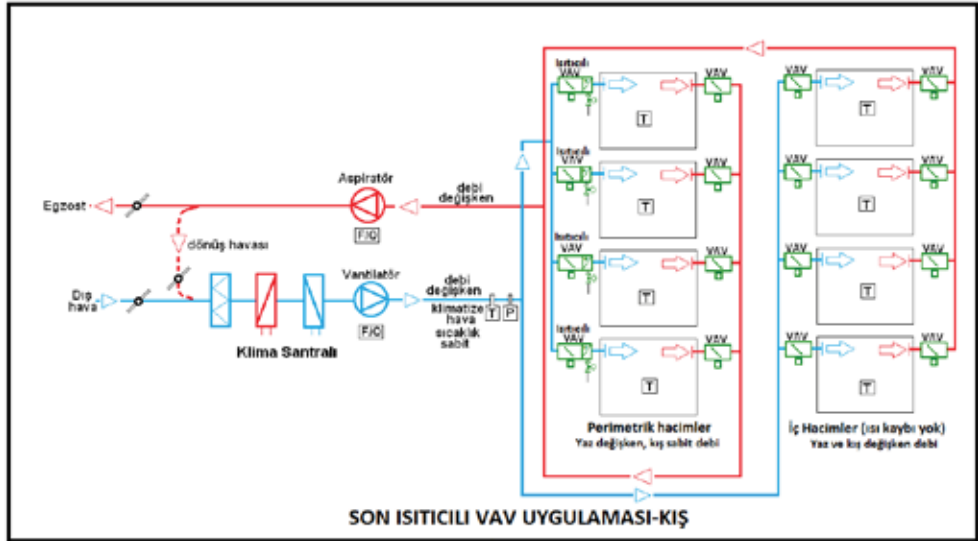 Isıtıcılı
VAV
VAV
VAV
VAV
T
T
Isıtıcılı
VAV
VAV
VAV
VAV
T
T
Aspiratör
debi
değişken
Egzost
F/Q
Isıtıcılı
VAV
VAV
VAV
VAV
T
T
dönüş havası
Vantilatör
debi
değişken
Dış
hava
klimatize
hava
sıcaklık
sabit
T
P
F/Q
Klima Santralı
Isıtıcılı
VAV
VAV
VAV
VAV
T
T
Perimetrik hacimler
Yaz değişken, kış sabit debi
İç Hacimler (ısı kaybı yok)
Yaz ve kış değişken debi
SON ISITICILI VAV UYGULAMASI-KIŞ